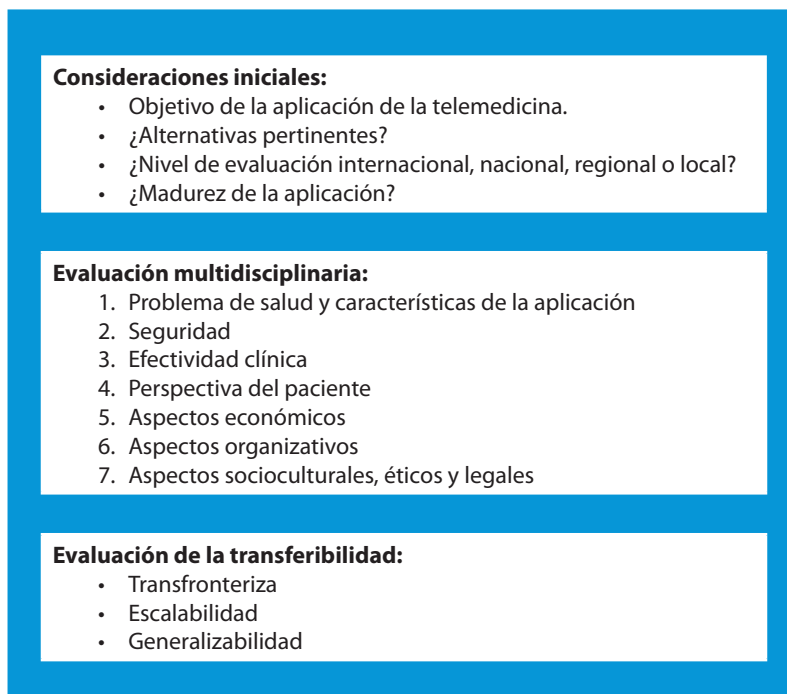 Consideraciones iniciales:
• Objetivo de la aplicación de la telemedicina.
• ¿Alternativas pertinentes?
• ¿Nivel de evaluación internacional, nacional, regional o local?
• ¿Madurez de la aplicación?
Evaluación multidisciplinaria:
1. Problema de salud y características de la aplicación
2. Seguridad
3. Efectividad clínica
4. Perspectiva del paciente
5. Aspectos económicos
6. Aspectos organizativos
7. Aspectos socioculturales, éticos y legales
Evaluación de la transferibilidad:
• Transfronteriza
• Escalabilidad
• Generalizabilidad